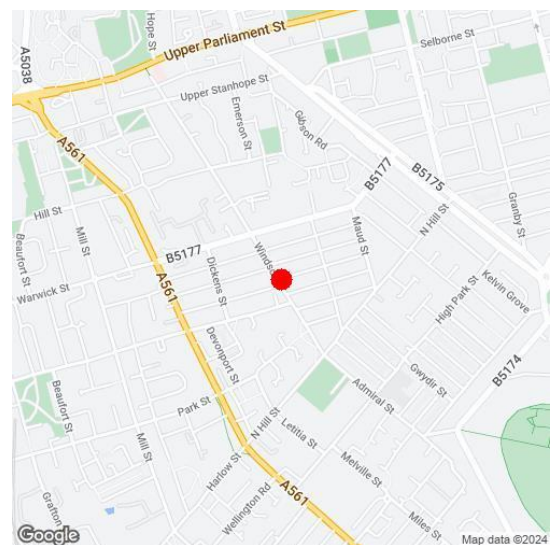 A5038
Hope St
Upper Parliament St
Selborne St
Upper Stanhope St
Emerson St
Gibson Rd
A561
B5177
B5175
Granby St
Hill St
Mill St
Beaufort St
N Hill St
Maud St
B5177
Windsor
Warwick St
A561
Dickens St
Kelvin Grove
High Park St
Devonport St
B5174
Gwydir St
Beaufort St
Park St
Admiral St
N Hill St
Letitia St
Mill St
Harlow St
Melville St
A561
Wellington Rd
Grafton
Miles St
Google
Map data ©2024